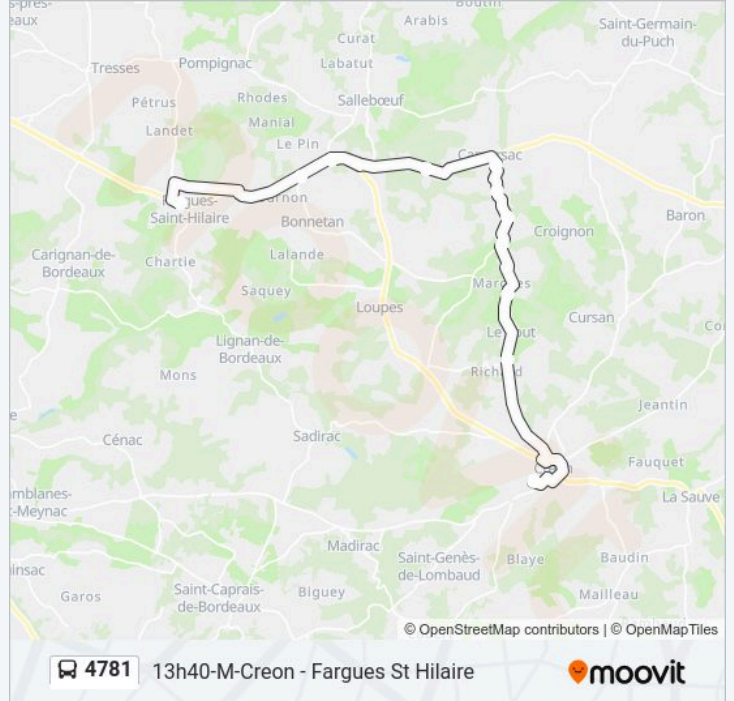 Boutin
Saint-Germain-
du-Puch
Arabis
Curat
Labatut
Pompignac
Tresses
Rhodes
Sallebœuf
Pétrus
Manial
Landet
Le Pin
Saint-Hilaire
Bonnetan
Baron
Croignon
Carignan-de-
Bordeaux
Chartie
Lalande
Saquey
Loupes
Cursan
Lignan-de-
Bordeaux
Mons
Jeantin
Cénac
Sadirac
Fauquet
La Sauve
Madirac
Saint-Genès-
de-Lombaud
Blaye
Baudin
Garos
Saint-Caprais-
de-Bordeaux
Biguey
Mailleau
© OpenStreetMap contributors | © OpenMapTiles
4781 13h40-M-Creon - Fargues St Hilaire
moovit